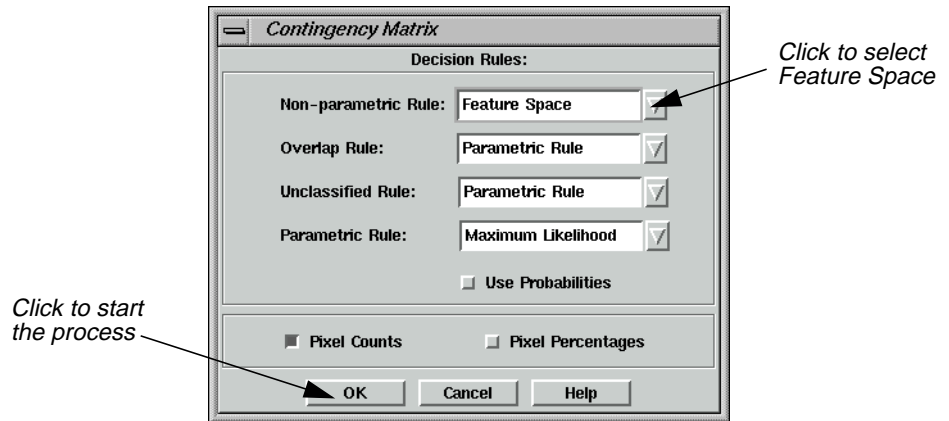 Contingency Matrix
Decision Rules:
Click to select
Feature Space
Non-parametric Rule: Feature Space
Overlap Rule: Parametric Rule
Unclassified Rule: Parametric Rule
Parametric Rule: Maximum Likelihood
Use Probabilities
Click to start
the process
Pixel Counts Pixel Percentages
OK Cancel Help